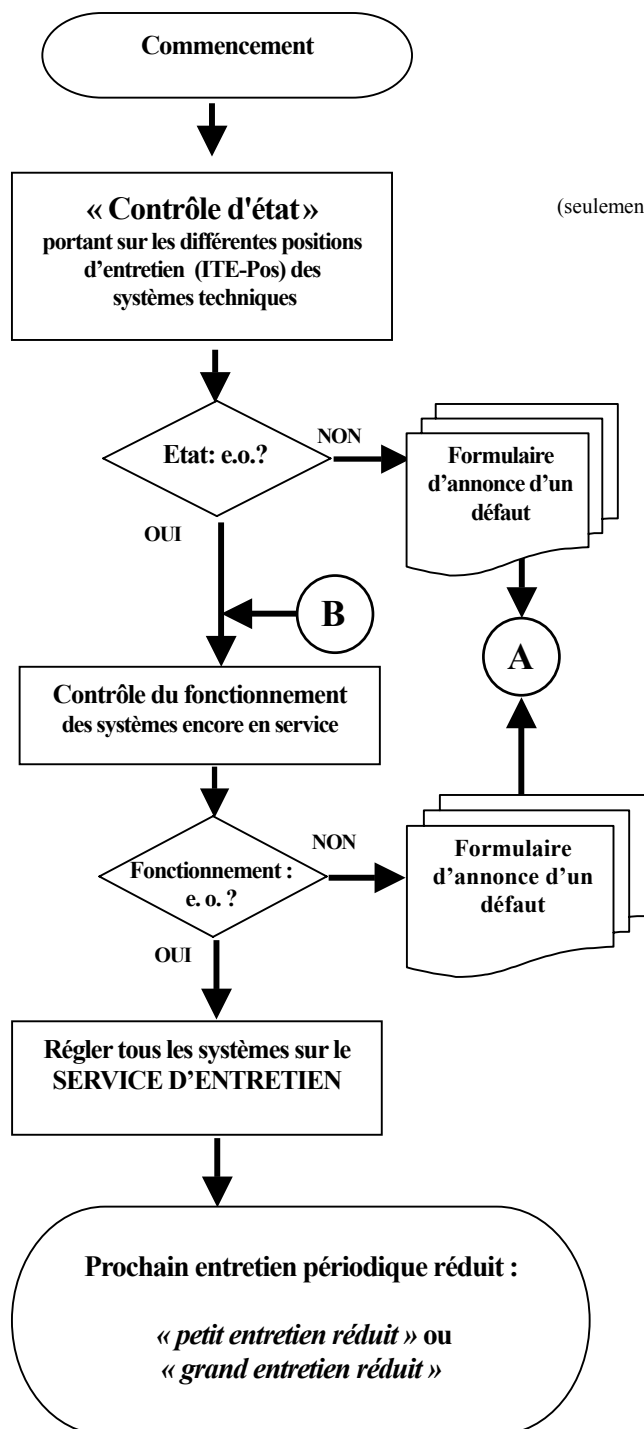 Commencement
« Contrôle d'état »
portant sur les différentes positions
d’entretien (ITE-Pos) des
systèmes techniques
(seulemen
Etat: e.o.?
NON
Formulaire
d’annonce d’un
défaut
OUI
B
A
Contrôle du fonctionnement
des systèmes encore en service
Fonctionnement :
e. o. ?
NON
Formulaire
d’annonce d’un
défaut
OUI
Régler tous les systèmes sur le
SERVICE D’ENTRETIEN
Prochain entretien périodique réduit :
« petit entretien réduit » ou
« grand entretien réduit »